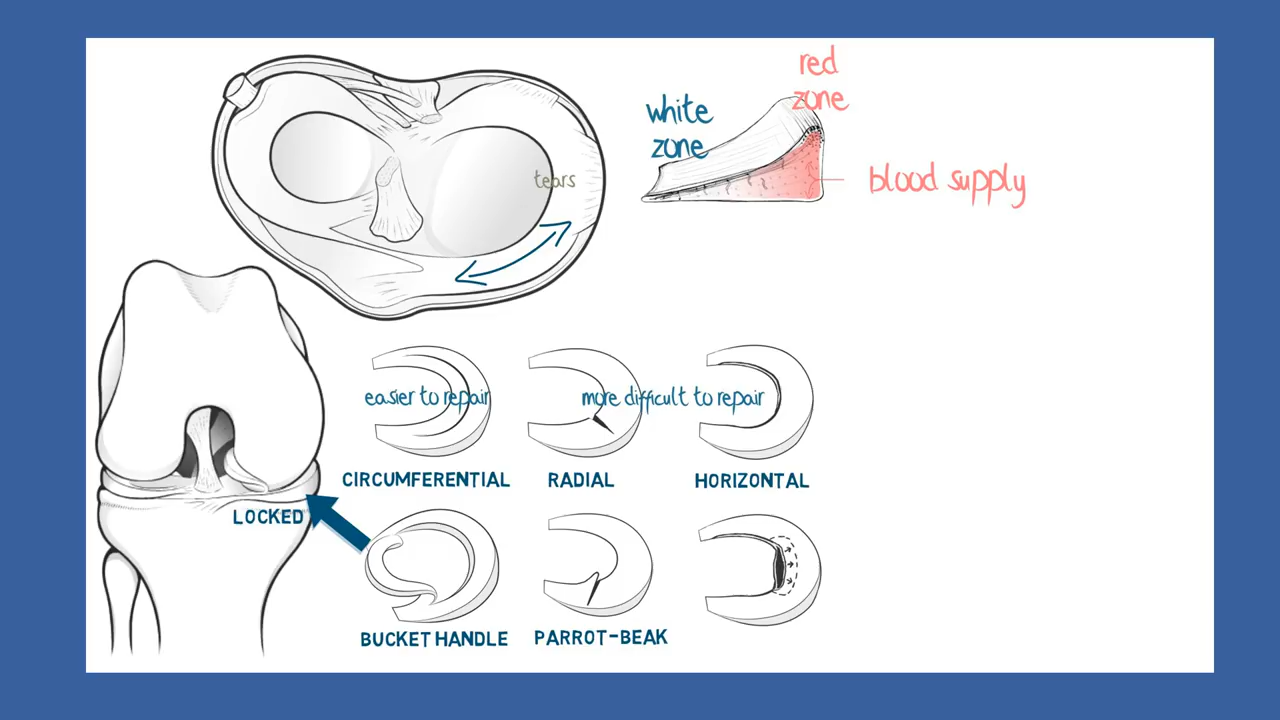 red
zone
white
zone
tears
blood supply
easier to repair
more difficult to repair
CIRCUMFERENTIAL
RADIAL
HORIZONTAL
LOCKED
BUCKET HANDLE
PARROT-BEAK